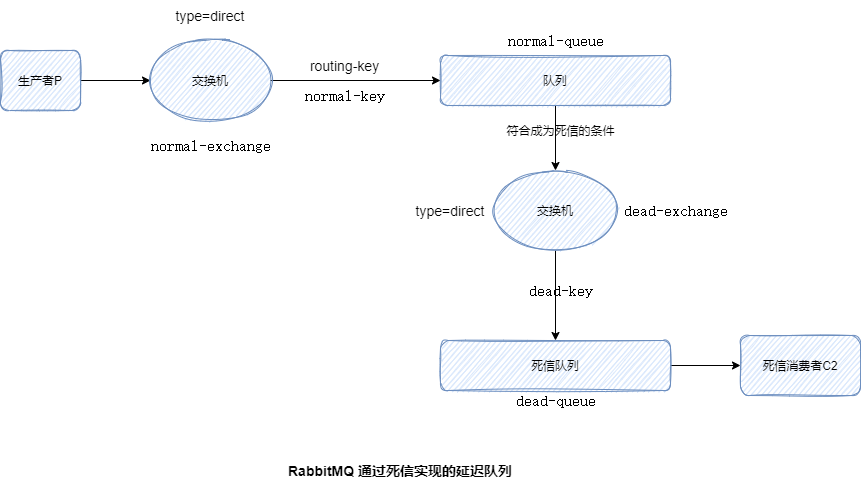 type=direct
normal-queue
生产者P
交换机
routing-key
队列
normal-key
符合成为死信的条件
normal-exchange
type=direct
交换机
dead-exchange
dead-key
死信队列
死信消费者C2
dead-queue
RabbitMQ 通过死信实现的延迟队列